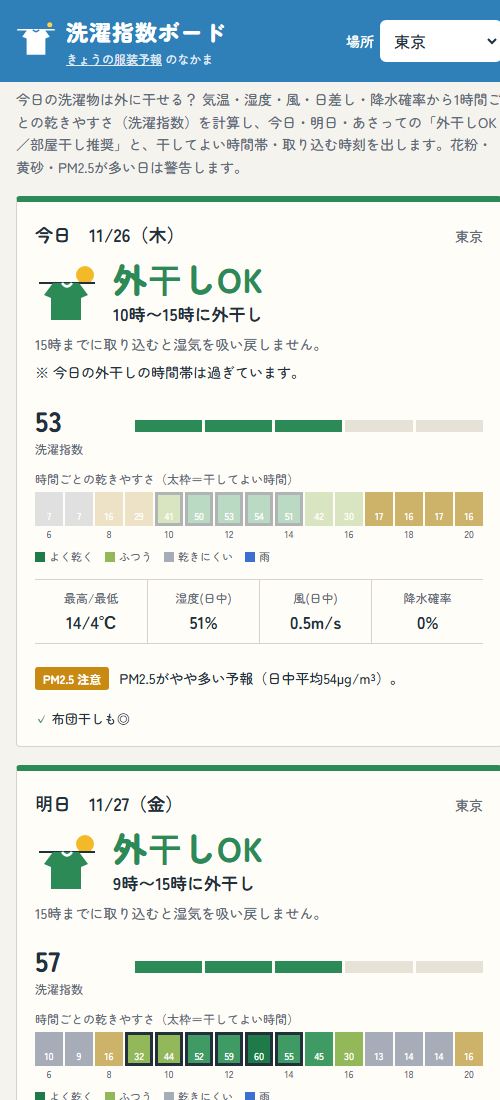 洗濯指数ボード
きょうの服装予報 のなかま
場所 東京
今日の洗濯物は外に干せる？ 気温・湿度・風・日差し・降水確率から1時間ご
との乾きやすさ（洗濯指数）を計算し、今日・明日・あさっての「外干しOK
／部屋干し推奨」と、干してよい時間帯・取り込む時刻を出します。花粉・
黄砂・PM2.5が多い日は警告します。
今日 11/26（木） 東京
外干しOK
10時〜15時に外干し
15時までに取り込むと湿気を吸い戻しません。
※ 今日の外干しの時間帯は過ぎています。
53
洗濯指数
時間ごとの乾きやすさ（太枠＝干してよい時間）
7 7 16 29 41 50 53 54 51 42 30 17 16 17 16
6 8 10 12 14 16 18 20
よく乾く ふつう 乾きにくい 雨
最高/最低 湿度(日中) 風(日中) 降水確率
14/4℃ 51% 0.5m/s 0%
PM2.5 注意 PM2.5がやや多い予報（日中平均54μg/m³）。
✓ 布団干しも◎
明日 11/27（金） 東京
外干しOK
9時〜15時に外干し
15時までに取り込むと湿気を吸い戻しません。
57
洗濯指数
時間ごとの乾きやすさ（太枠＝干してよい時間）
10 9 16 32 44 52 59 60 55 45 30 13 14 14 16
6 8 10 12 14 16 18 20
よく乾く ふつう 乾きにくい 雨